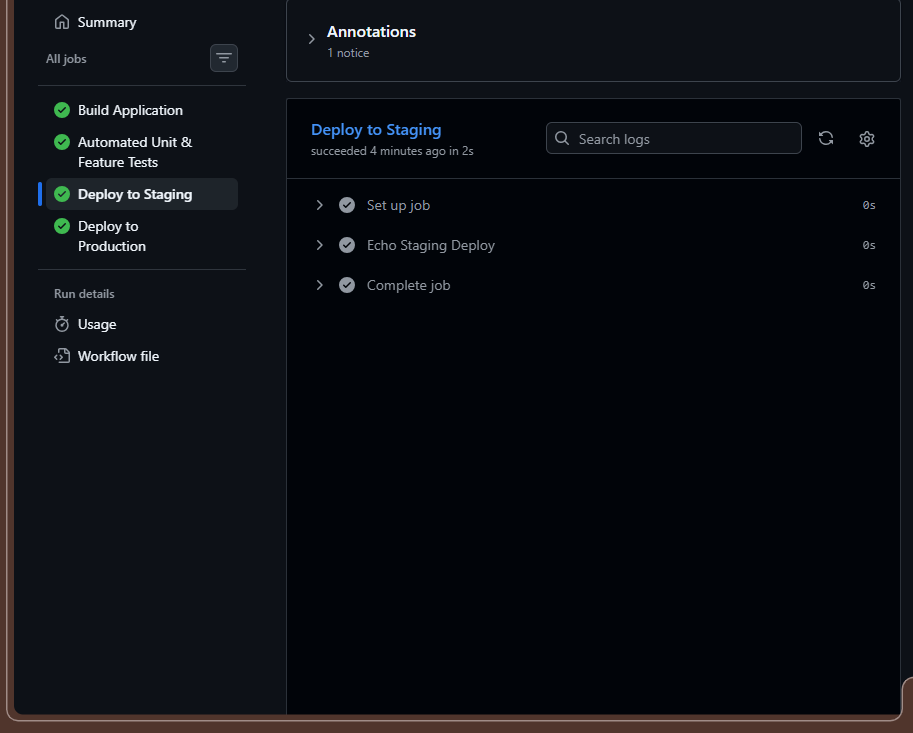 Summary
All jobs
Build Application
Automated Unit &
Feature Tests
Deploy to Staging
Deploy to
Production
Run details
Usage
Workflow file
Annotations
1 notice
Deploy to Staging
succeeded 4 minutes ago in 2s
Search logs
Set up job 0s
Echo Staging Deploy 0s
Complete job 0s